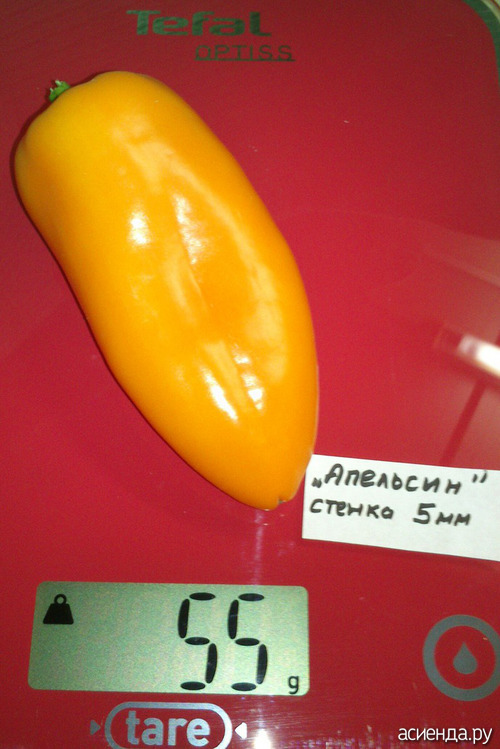 Tefal
OPTISS
„Апельсин"
стенка 5мм
55 g
tare
асиенда.ру